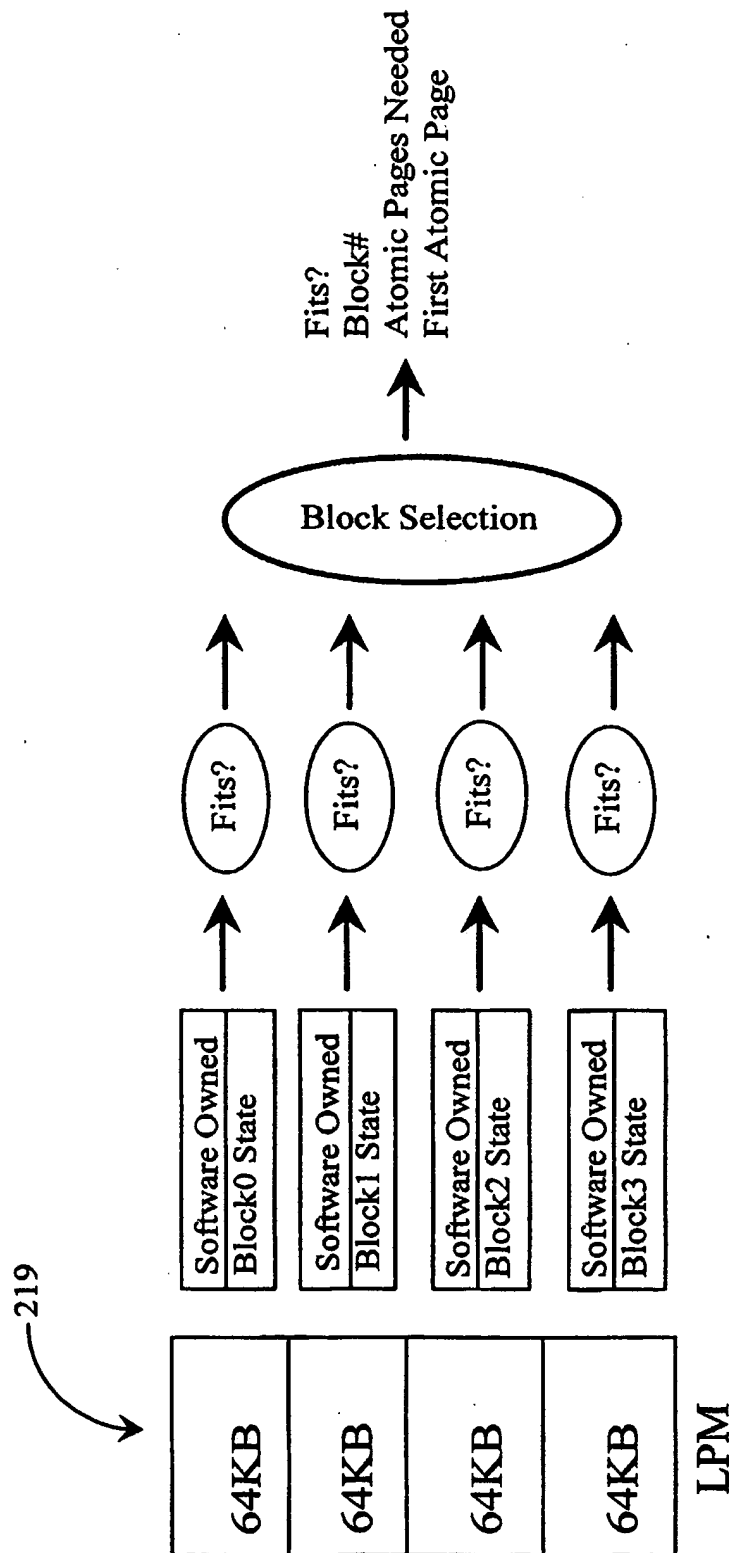 219
64KB
64KB
64KB
64KB
LPM
Software Owned
Block0 State
Software Owned
Block1 State
Software Owned
Block2 State
Software Owned
Block3 State
Fits?
Fits?
Fits?
Fits?
Block Selection
Fits?
Block#
Atomic Pages Needed
First Atomic Page